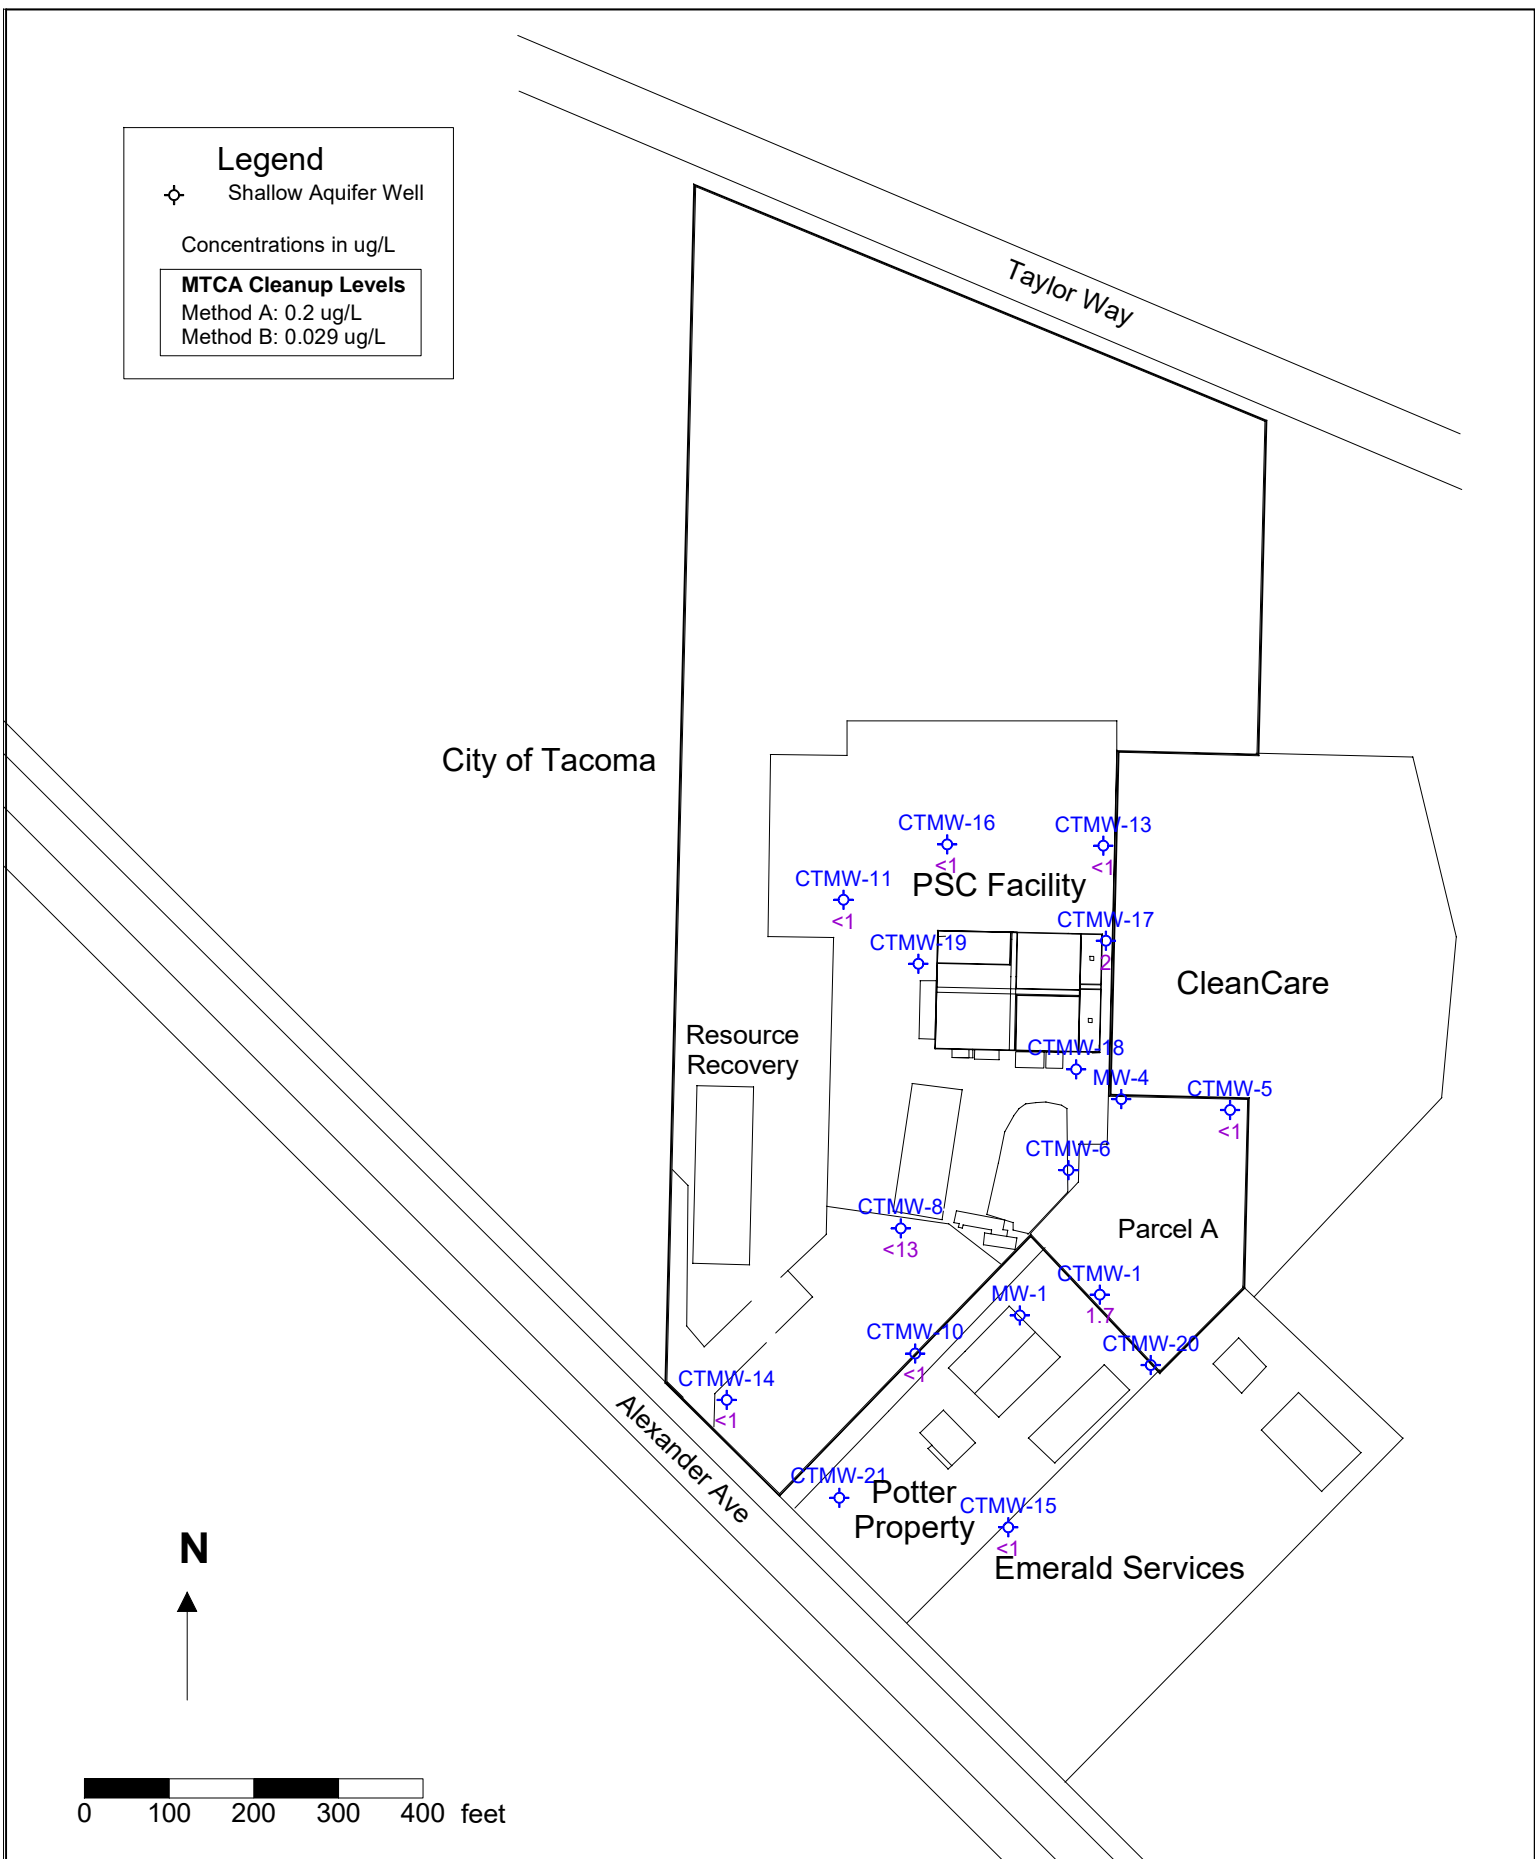 Legend
Shallow Aquifer Well
Concentrations in ug/L
MTCA Cleanup Levels
Method A: 0.2 ug/L
Method B: 0.029 ug/L
Taylor Way
City of Tacoma
CTMW-16
<1
CTMW-13
<1
CTMW-11
<1
PSC Facility
CTMW-17
2
CTMW-19
CleanCare
Resource
Recovery
CTMW-18
MW-4
CTMW-5
<1
CTMW-6
CTMW-8
<13
Parcel A
CTMW-1
1.7
MW-1
CTMW-10
<1
CTMW-20
CTMW-14
<1
Alexander Ave
CTMW-21
Potter
Property
CTMW-15
<1
Emerald Services
N
0 100 200 300 400 feet